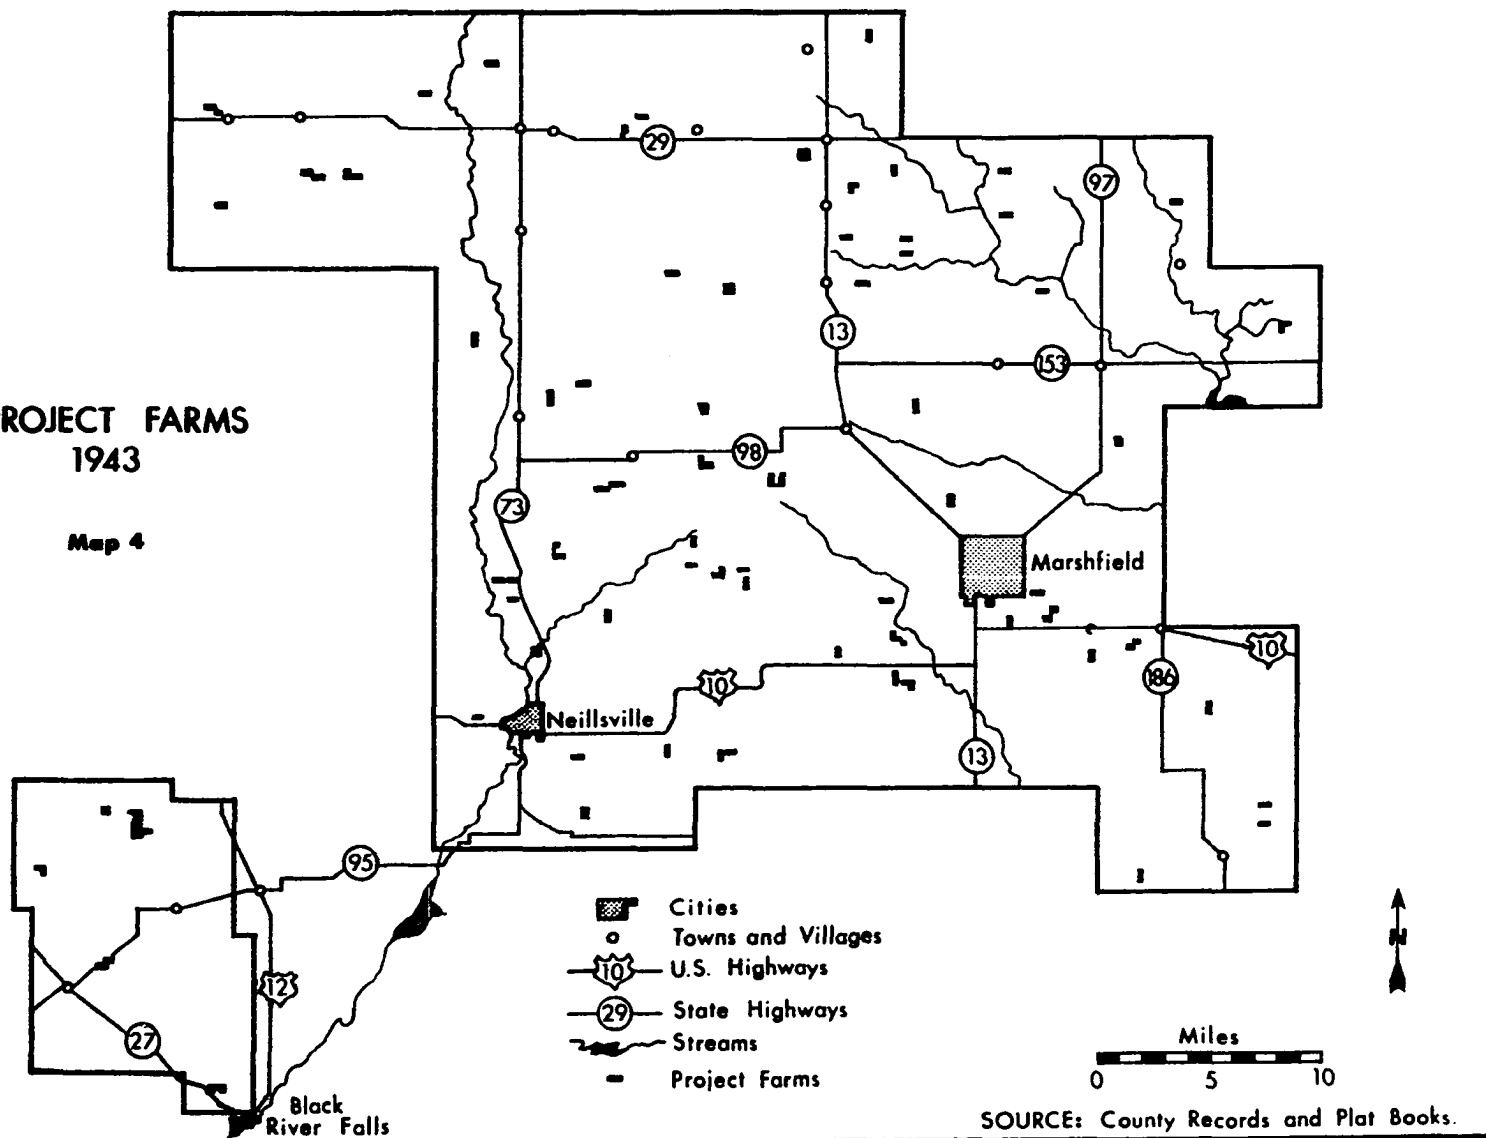 ROJECT FARMS
1943
Map 4
29
97
13
153
98
73
Marshfield
10
10
186
Neillsville
13
95
12
27
Black
River Falls
Cities
Towns and Villages
10 U.S. Highways
29 State Highways
Streams
Project Farms
N
Miles
0 5 10
SOURCE: County Records and Plat Books.